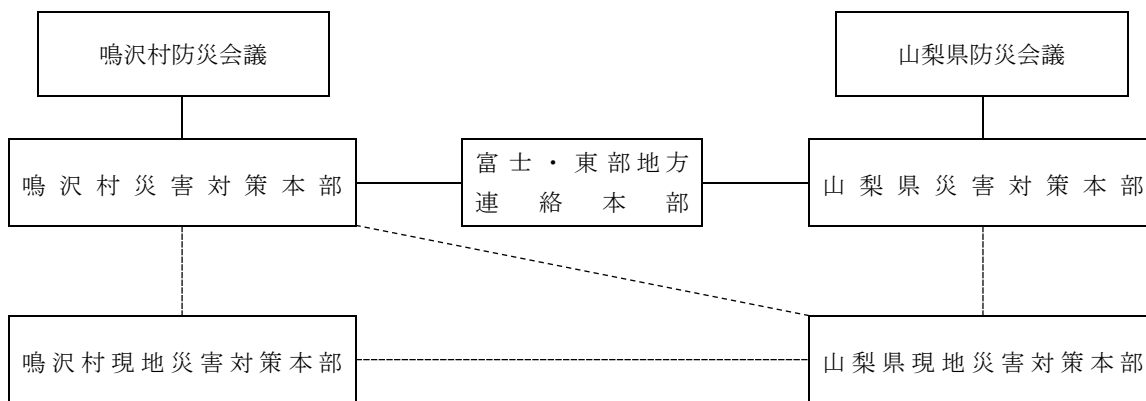 鳴沢村防災会議
山梨県防災会議
鳴沢村災害対策本部
富士・東部地方
連絡本部
山梨県災害対策本部
鳴沢村現地災害対策本部
山梨県現地災害対策本部